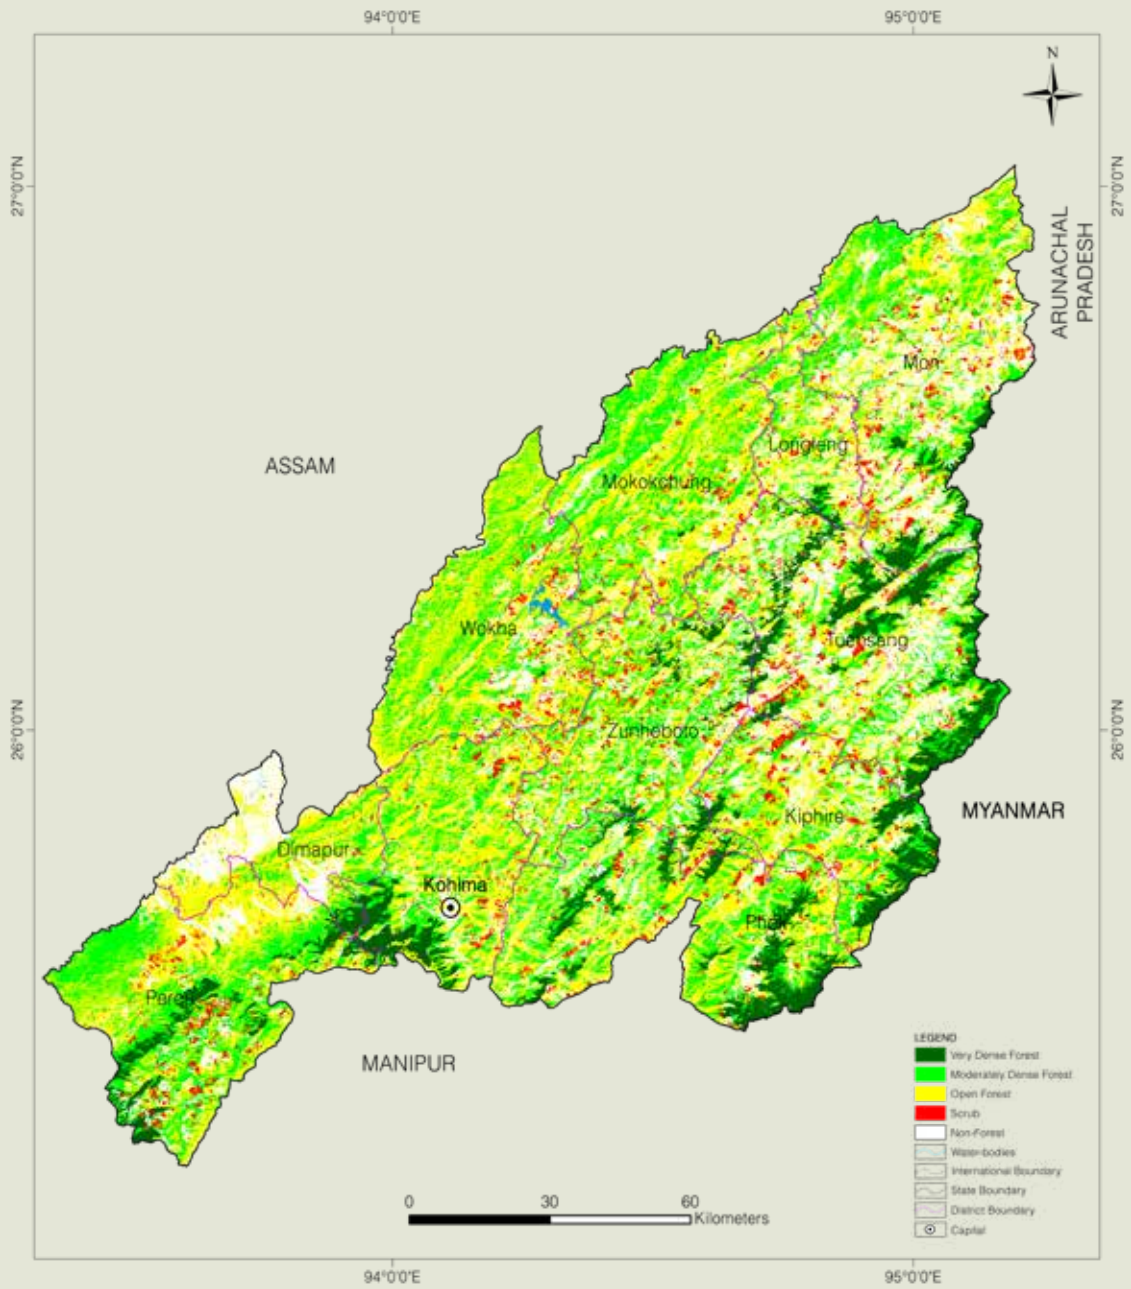 94°0'0"E
95°0'0"E
N
27°0'0"N
27°0'0"N
ARUNACHAL
PRADESH
Mon
Longleng
ASSAM
Mokokchung
Wokha
Tuensang
26°0'0"N
Zunheboto
26°0'0"N
MYANMAR
Kiphire
Dimapur
Kohima
Phek
Peren
MANIPUR
LEGEND
Very Dense Forest
Moderately Dense Forest
Open Forest
Scrub
Non-Forest
Water-bodies
International Boundary
State Boundary
District Boundary
Capital
0
30
60
Kilometers
94°0'0"E
95°0'0"E